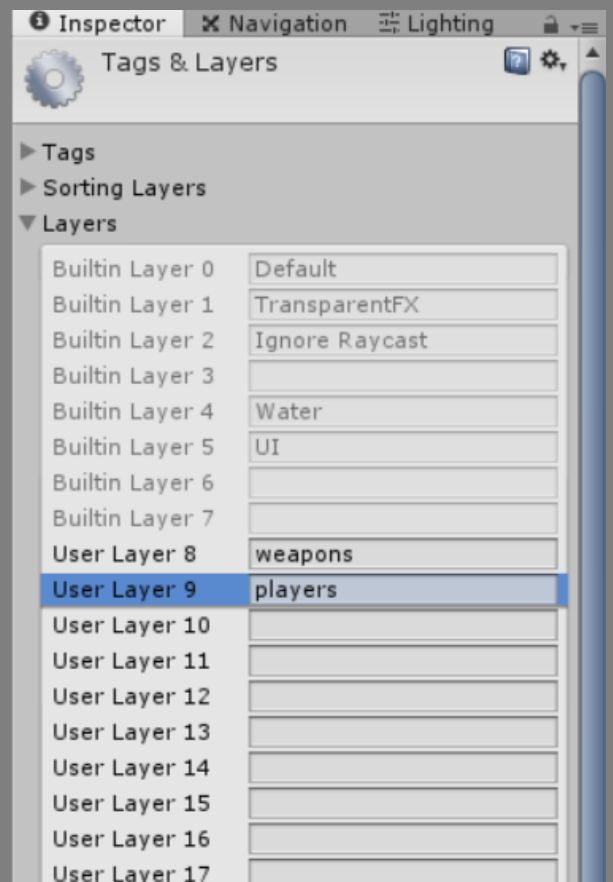 Inspector Navigation Lighting
Tags & Layers
Tags
Sorting Layers
Layers
Builtin Layer 0 Default
Builtin Layer 1 TransparentFX
Builtin Layer 2 Ignore Raycast
Builtin Layer 3
Builtin Layer 4 Water
Builtin Layer 5 UI
Builtin Layer 6
Builtin Layer 7
User Layer 8 weapons
User Layer 9 players
User Layer 10
User Layer 11
User Layer 12
User Layer 13
User Layer 14
User Layer 15
User Layer 16
User Layer 17